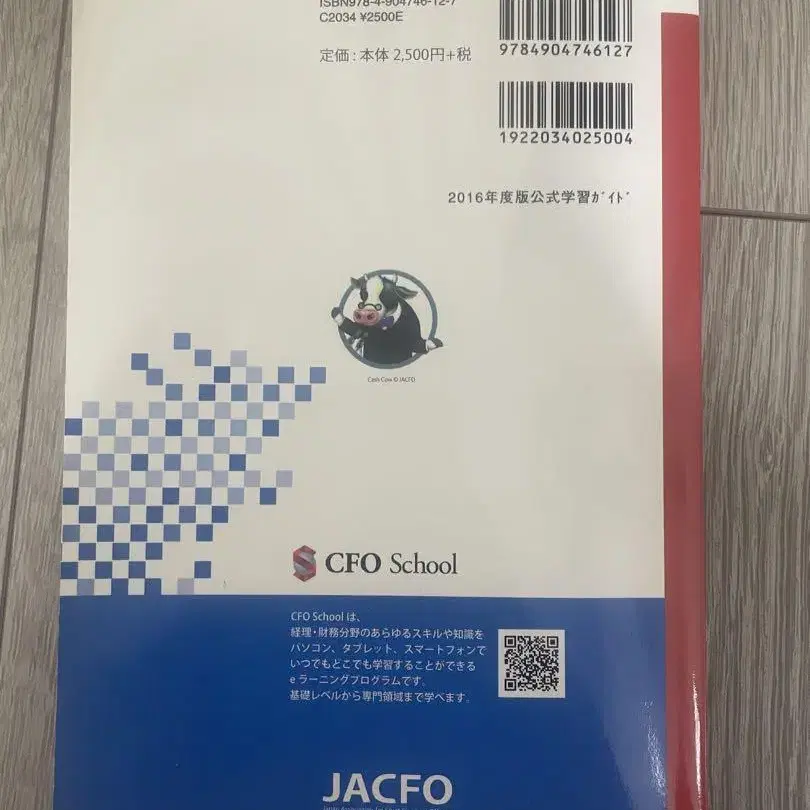 ISBN978-4-904746-12-7
C2034 ¥2500E
定価：本体 2,500円+税
9784904746127
1922034025004
2016年度版公式学習ｶﾞｲﾄﾞ
Cash Cow © JACFO
CFO School
CFO School は、
経理・財務分野のあらゆるスキルや知識を
パソコン、タブレット、スマートフォンで
いつでもどこでも学習することができる
e ラーニングプログラムです。
基礎レベルから専門領域まで学べます。
JACFO